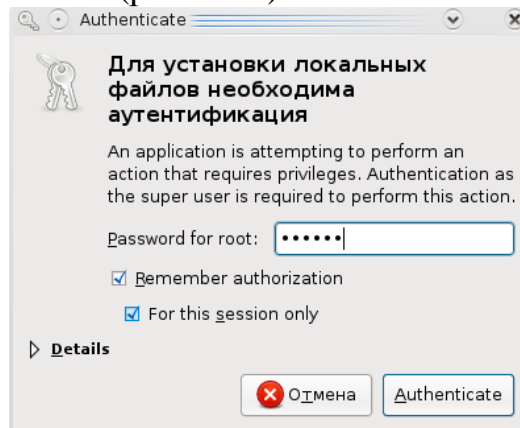 Authenticate
Для установки локальных
файлов необходима
аутентификация
An application is attempting to perform an
action that requires privileges. Authentication as
the super user is required to perform this action.
Password for root: ••••••
Remember authorization
For this session only
Details
Отмена Authenticate